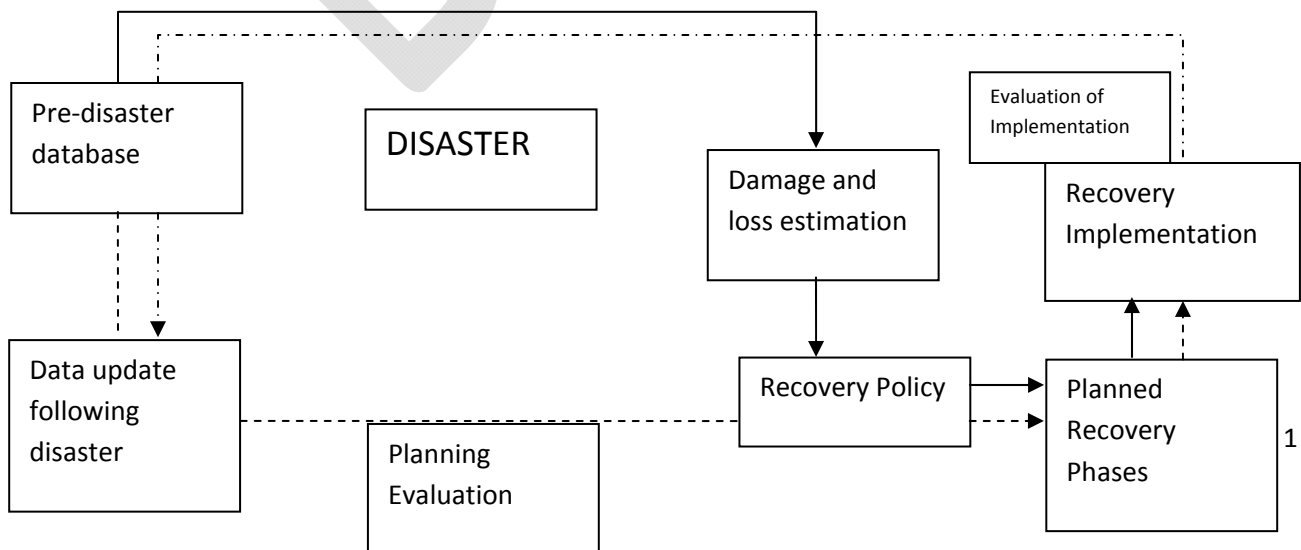 Pre-disaster
database
DISASTER
Damage and
loss estimation
Evaluation of
Implementation
Recovery
Implementation
Data update
following
disaster
Planning
Evaluation
Recovery Policy
Planned
Recovery
Phases
1